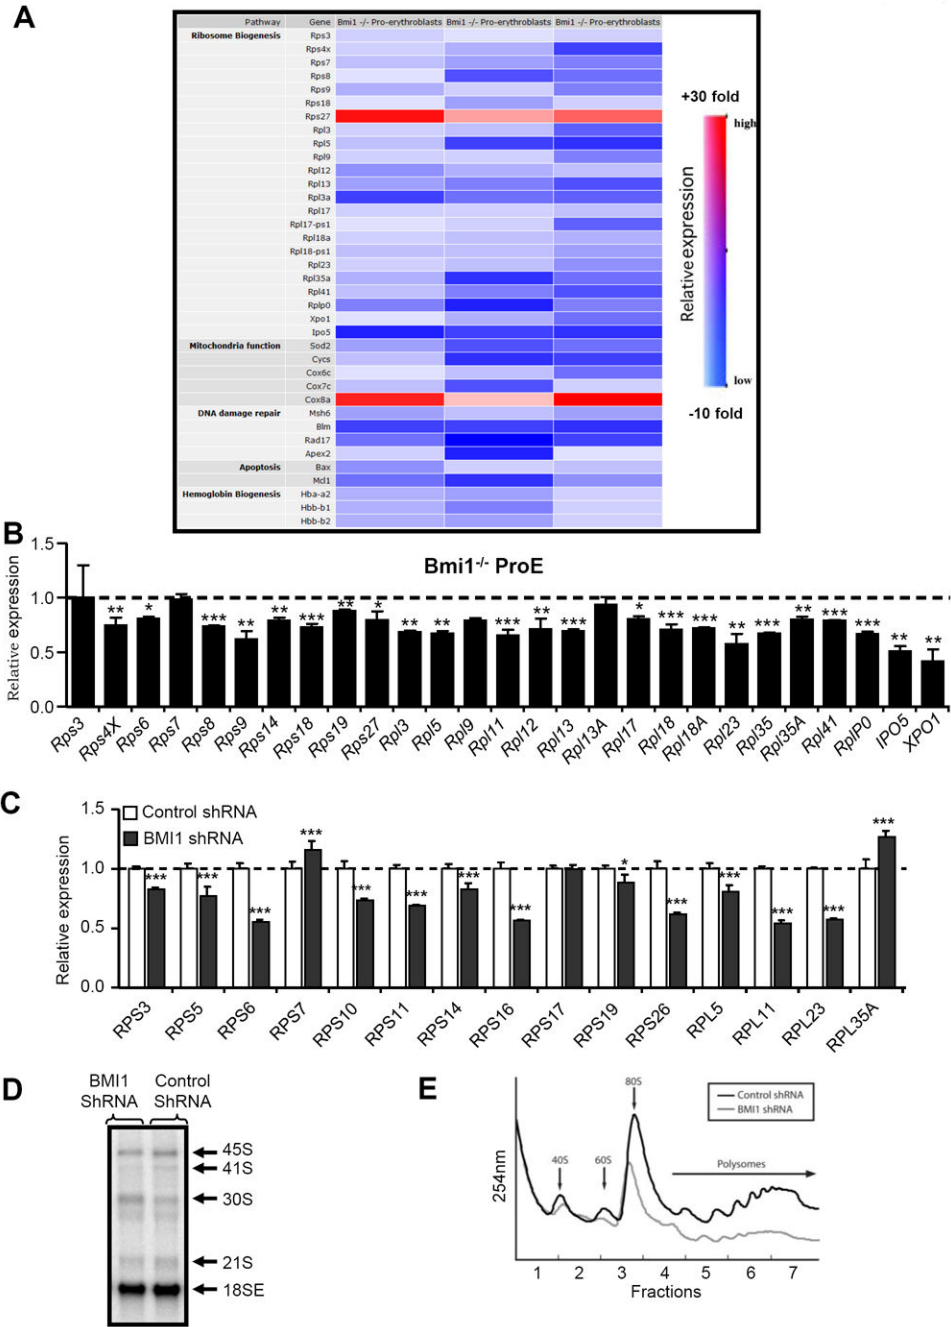 A
Pathway Gene Bmi1 -/- Pro-erythroblasts Bmi1 -/- Pro-erythroblasts Bmi1 -/- Pro-erythroblasts
Ribosome Biogenesis Rps3
Rps4x
Rps7
Rps8
Rps9
Rps18
Rps27
Rpl3
Rpl5
Rpl9
Rpl12
Rpl13
Rpl3a
Rpl17
Rpl17-ps1
Rpl18a
Rpl18-ps1
Rpl23
Rpl35a
Rpl41
Rplp0
Xpo1
Ipo5
Mitochondria function Sod2
Cycs
Cox6c
Cox7c
Cox8a
DNA damage repair Msh6
Blm
Rad17
Apex2
Apoptosis Bax
Mcl1
Hemoglobin Biogenesis Hba-a2
Hbb-b1
Hbb-b2
+30 fold
high
Relative expression
low
-10 fold
B
Bmi1-/- ProE
Relative expression
1.5
1.0
0.5
0.0
** * *** ** ** *** ** * ** ** *** ** *** * *** *** ** *** ** *** *** ** **
Rps3 Rps4X Rps6 Rps7 Rps8 Rps9 Rps14 Rps18 Rps19 Rps27 Rpl3 Rpl5 Rpl9 Rpl11 Rpl12 Rpl13 Rpl13A Rpl17 Rpl18 Rpl18A Rpl23 Rpl35 Rpl35A Rpl41 RplP0 IPO5 XPO1
C
Control shRNA
BMI1 shRNA
Relative expression
1.5
1.0
0.5
0.0
*** *** *** *** *** *** *** *** * *** *** *** *** ***
RPS3 RPS5 RPS6 RPS7 RPS10 RPS11 RPS14 RPS16 RPS17 RPS19 RPS26 RPL5 RPL11 RPL23 RPL35A
D
BMI1 Control
ShRNA ShRNA
45S
41S
30S
21S
18SE
E
80S
Control shRNA
BMI1 shRNA
40S 60S
Polysomes
254nm
1 2 3 4 5 6 7
Fractions